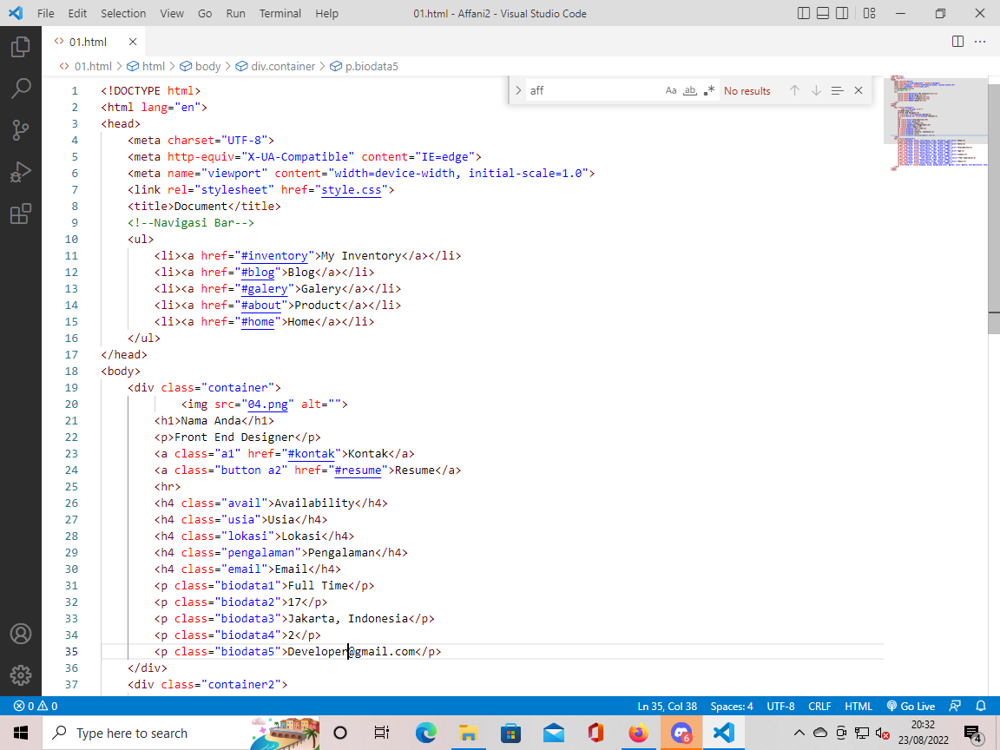 File Edit Selection View Go Run Terminal Help 01.html - Affani2 - Visual Studio Code
01.html
01.html > html > body > div.container > p.biodata5
aff Aa ab No results
1 <!DOCTYPE html>
2 <html lang="en">
3 <head>
4 <meta charset="UTF-8">
5 <meta http-equiv="X-UA-Compatible" content="IE=edge">
6 <meta name="viewport" content="width=device-width, initial-scale=1.0">
7 <link rel="stylesheet" href="style.css">
8 <title>Document</title>
9 <!--Navigasi Bar-->
10 <ul>
11 <li><a href="#inventory">My Inventory</a></li>
12 <li><a href="#blog">Blog</a></li>
13 <li><a href="#galery">Galery</a></li>
14 <li><a href="#about">Product</a></li>
15 <li><a href="#home">Home</a></li>
16 </ul>
17 </head>
18 <body>
19 <div class="container">
20 <img src="04.png" alt="">
21 <h1>Nama Anda</h1>
22 <p>Front End Designer</p>
23 <a class="a1" href="#kontak">Kontak</a>
24 <a class="button a2" href="#resume">Resume</a>
25 <hr>
26 <h4 class="avail">Availability</h4>
27 <h4 class="usia">Usia</h4>
28 <h4 class="lokasi">Lokasi</h4>
29 <h4 class="pengalaman">Pengalaman</h4>
30 <h4 class="email">Email</h4>
31 <p class="biodata1">Full Time</p>
32 <p class="biodata2">17</p>
33 <p class="biodata3">Jakarta, Indonesia</p>
34 <p class="biodata4">2</p>
35 <p class="biodata5">Developer@gmail.com</p>
36 </div>
37 <div class="container2">
0 0 Ln 35, Col 38 Spaces: 4 UTF-8 CRLF HTML Go Live
Type here to search 6 20:32
23/08/2022 4